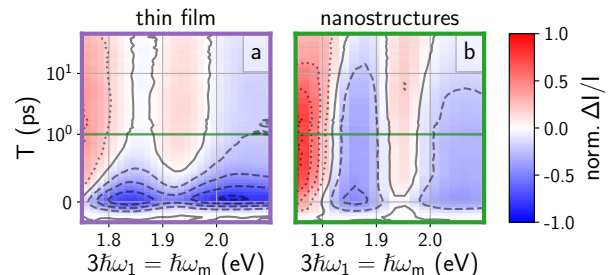 thin film
nanostructures
a
b
T (ps)
10¹
10⁰
0
1.8
1.9
2.0
3ℏω₁ = ℏωₘ (eV)
1.8
1.9
2.0
3ℏω₁ = ℏωₘ (eV)
1.0
0.5
0.0
-0.5
-1.0
norm. ΔI/I